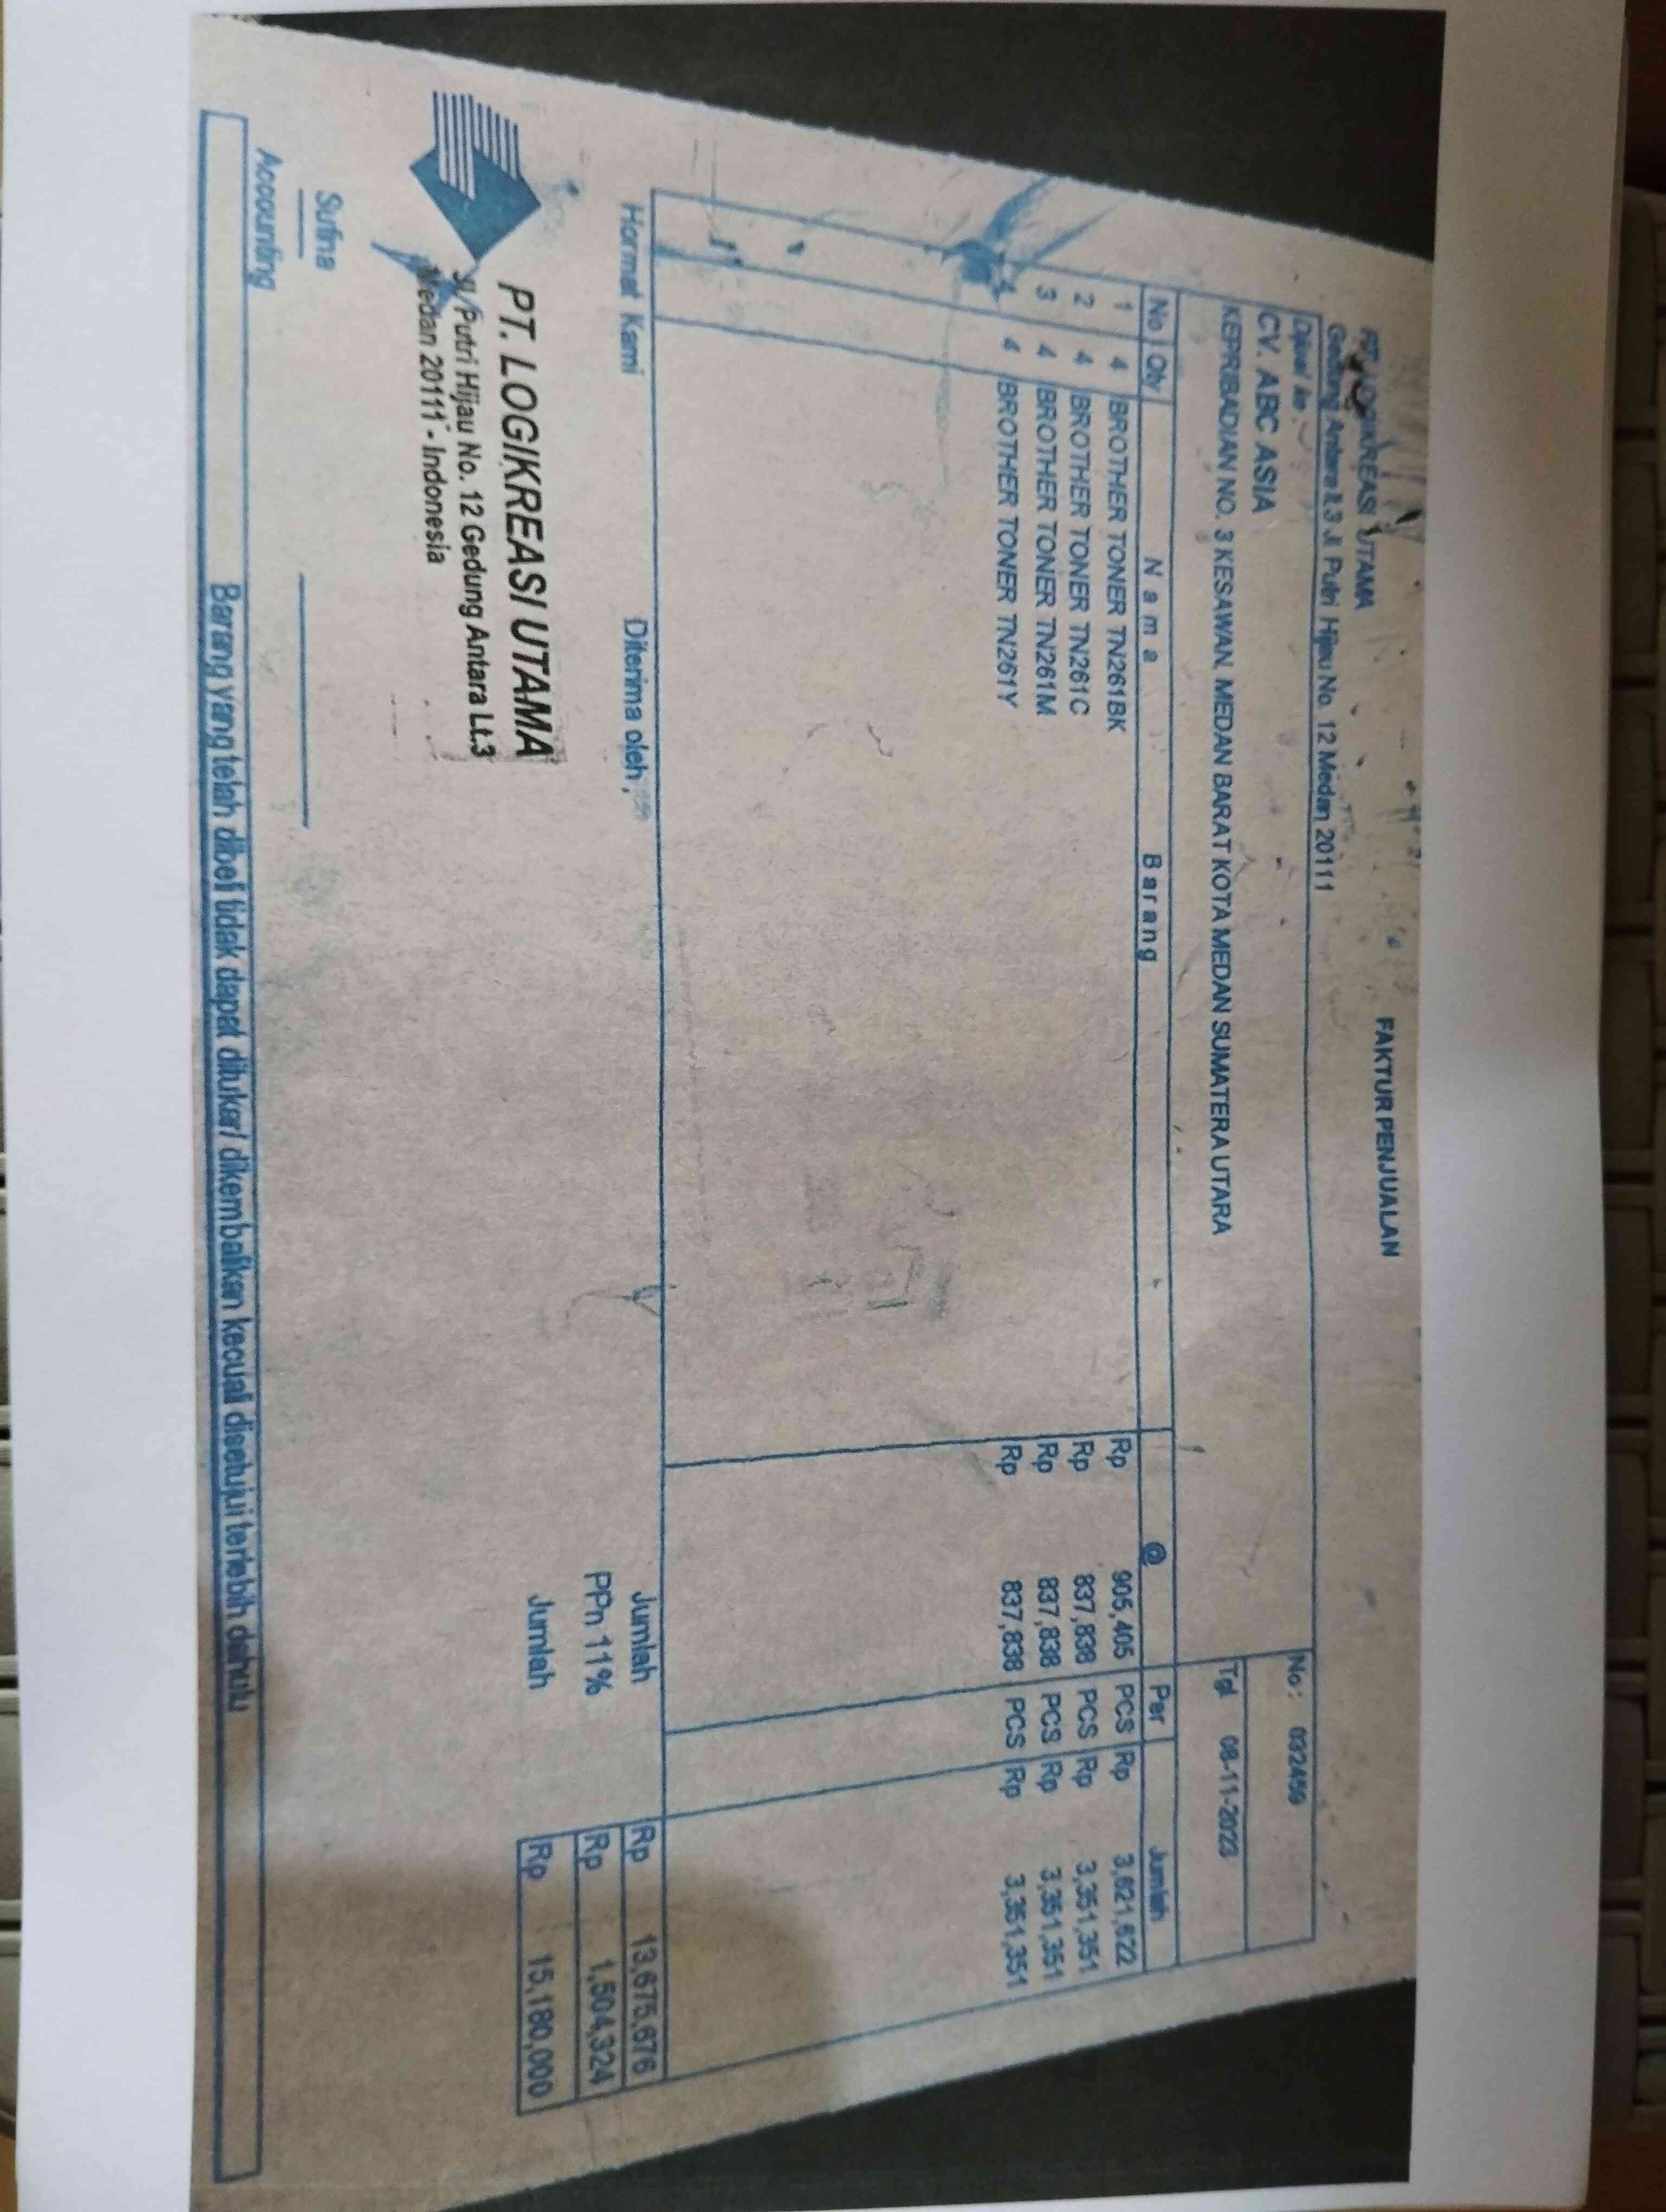 FAKTUR PENJUALAN
PT. LOGIKREASI UTAMA
Gedung Antara lt.3 Jl. Putri Hijau No. 12 Medan 20111
Dijual ke
No : 032459
CV. ABC ASIA
Tgl 08-11-2023
KEPRIBADIAN NO. 3 KESAWAN, MEDAN BARAT KOTA MEDAN SUMATERA UTARA
No Qty Nama Barang @ Per Jumlah
1 4 BROTHER TONER TN261BK Rp 905,405 PCS Rp 3,621,622
2 4 BROTHER TONER TN261C Rp 837,838 PCS Rp 3,351,351
3 4 BROTHER TONER TN261M Rp 837,838 PCS Rp 3,351,351
4 BROTHER TONER TN261Y Rp 837,838 PCS Rp 3,351,351
Hormat Kami Diterima oleh , Jumlah Rp 13,675,676
PPn 11% Rp 1,504,324
Jumlah Rp 15,180,000
PT. LOGIKREASI UTAMA
Jl. Putri Hijau No. 12 Gedung Antara Lt.3
Medan 20111 - Indonesia
Sufina
Accounting
Barang yang telah dibeli tidak dapat ditukar/ dikembalikan kecuali disetujui terlebih dahulu